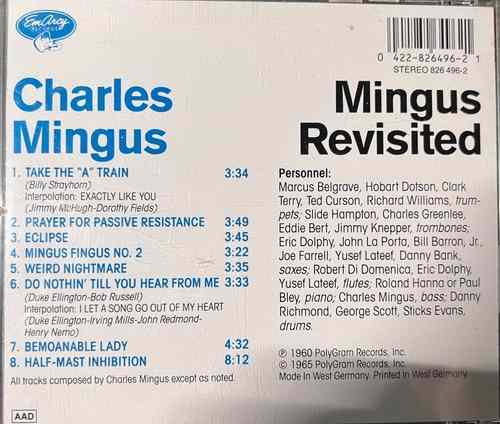 EmArcy
RECORDS
0 422-826496-2 1
STEREO 826 496-2
Charles
Mingus
Mingus
Revisited
1. TAKE THE "A" TRAIN 3:34
(Billy Strayhorn)
Interpolation: EXACTLY LIKE YOU
(Jimmy McHugh-Dorothy Fields)
2. PRAYER FOR PASSIVE RESISTANCE 3:49
3. ECLIPSE 3:45
4. MINGUS FINGUS NO. 2 3:22
5. WEIRD NIGHTMARE 3:35
6. DO NOTHIN' TILL YOU HEAR FROM ME 3:33
(Duke Ellington-Bob Russell)
Interpolation: I LET A SONG GO OUT OF MY HEART
(Duke Ellington-Irving Mills-John Redmond-
Henry Nemo)
7. BEMOANABLE LADY 4:32
8. HALF-MAST INHIBITION 8:12
All tracks composed by Charles Mingus except as noted.
AAD
Personnel:
Marcus Belgrave, Hobart Dotson, Clark
Terry, Ted Curson, Richard Williams, trum-
pets; Slide Hampton, Charles Greenlee,
Eddie Bert, Jimmy Knepper, trombones;
Eric Dolphy, John La Porta, Bill Barron, Jr.,
Joe Farrell, Yusef Lateef, Danny Bank,
saxes; Robert Di Domenica, Eric Dolphy,
Yusef Lateef, flutes; Roland Hanna or Paul
Bley, piano; Charles Mingus, bass; Danny
Richmond, George Scott, Sticks Evans,
drums.
℗ 1960 PolyGram Records, Inc.
© 1965 PolyGram Records, Inc.
Made In West Germany. Printed In West Germany.